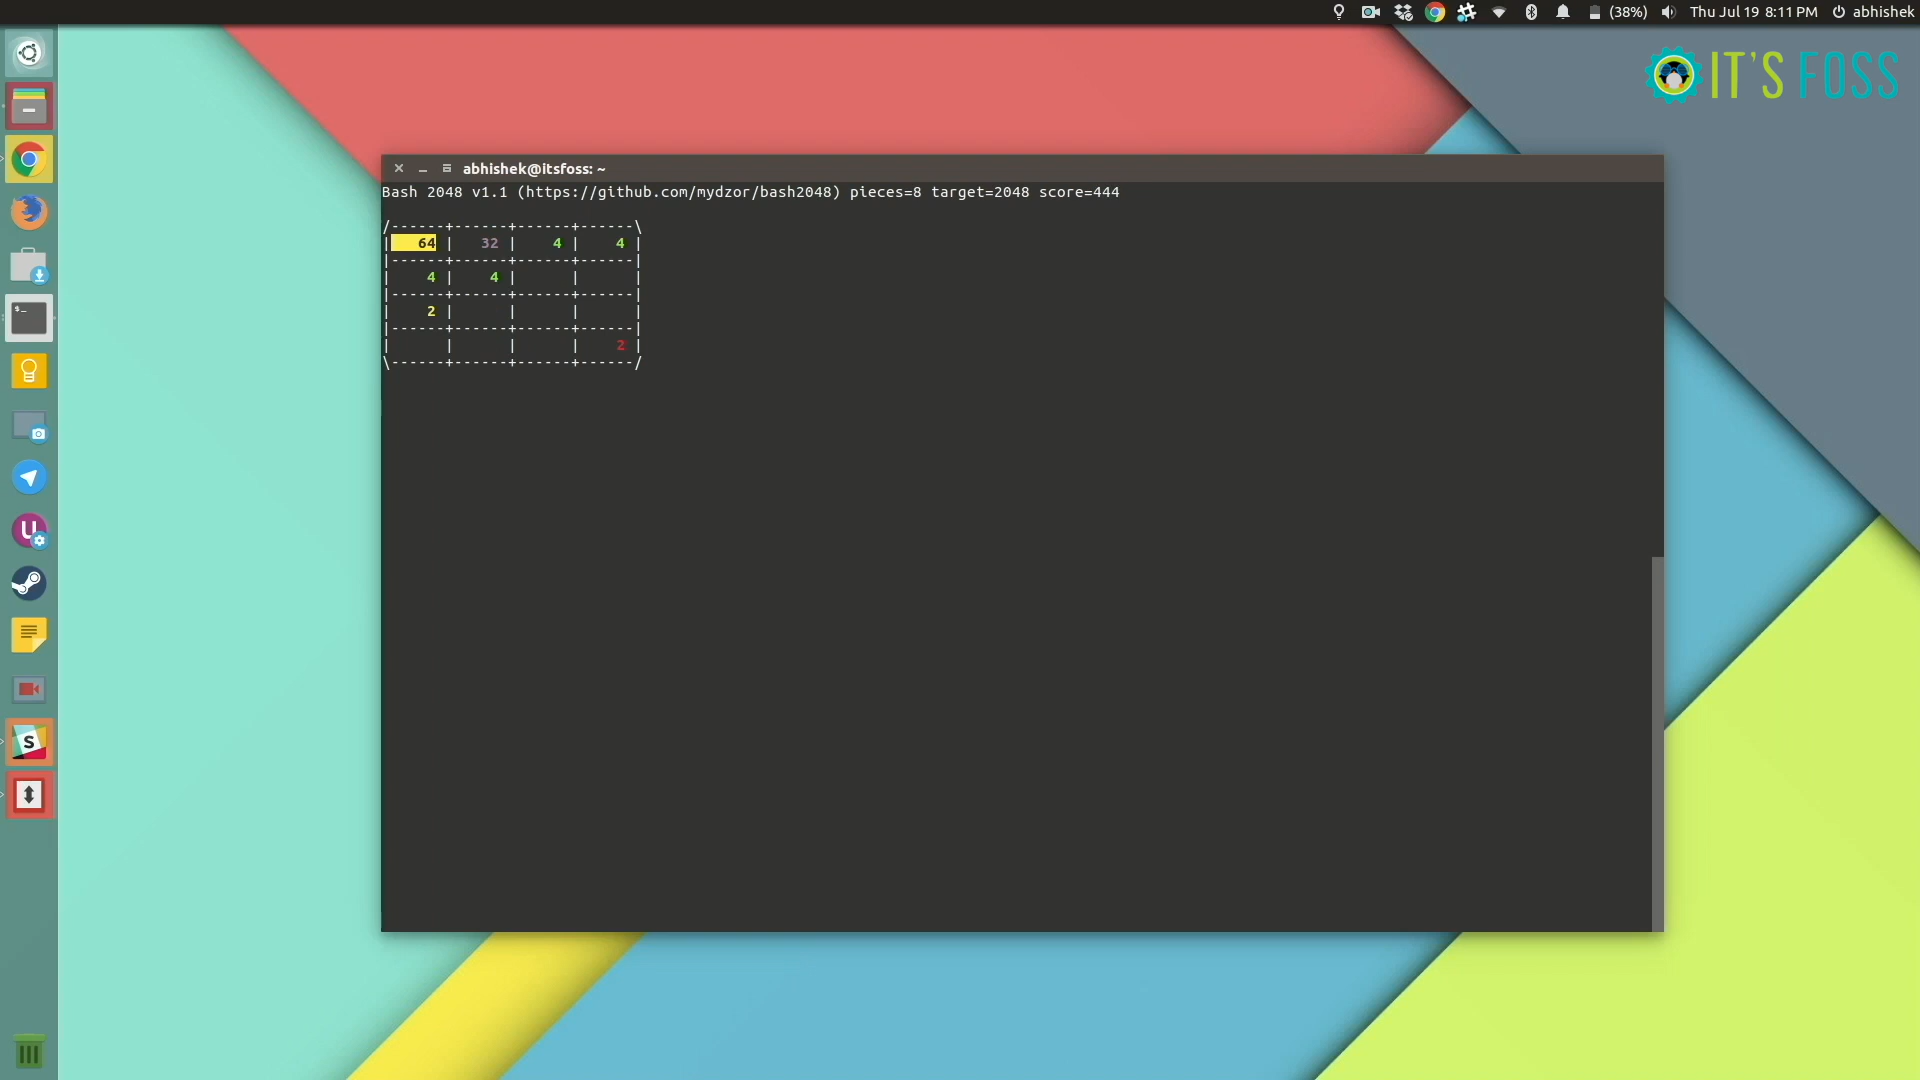 (38%) Thu Jul 19 8:11 PM abhishek
IT'S FOSS
abhishek@itsfoss: ~
Bash 2048 v1.1 (https://github.com/mydzor/bash2048) pieces=8 target=2048 score=444
/------+------+------+------\
|   64 |   32 |    4 |    4 |
|------+------+------+------|
|    4 |    4 |      |      |
|------+------+------+------|
|    2 |      |      |      |
|------+------+------+------|
|      |      |      |    2 |
\------+------+------+------/
$_
U
S